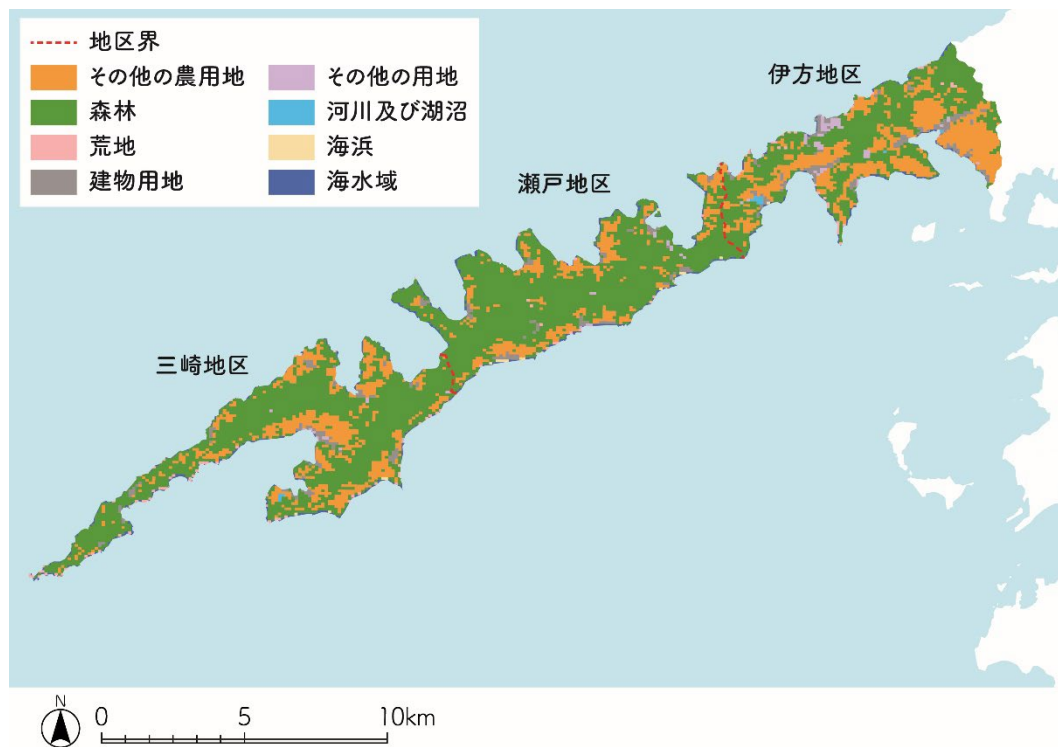 地区界
その他の農用地
その他の用地
森林
河川及び湖沼
荒地
海浜
建物用地
海水域
伊方地区
瀬戸地区
三崎地区
N
0 5 10km